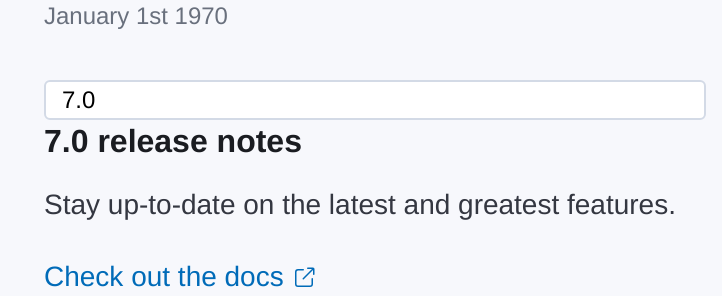 January 1st 1970
7.0
7.0 release notes
Stay up-to-date on the latest and greatest features.
Check out the docs